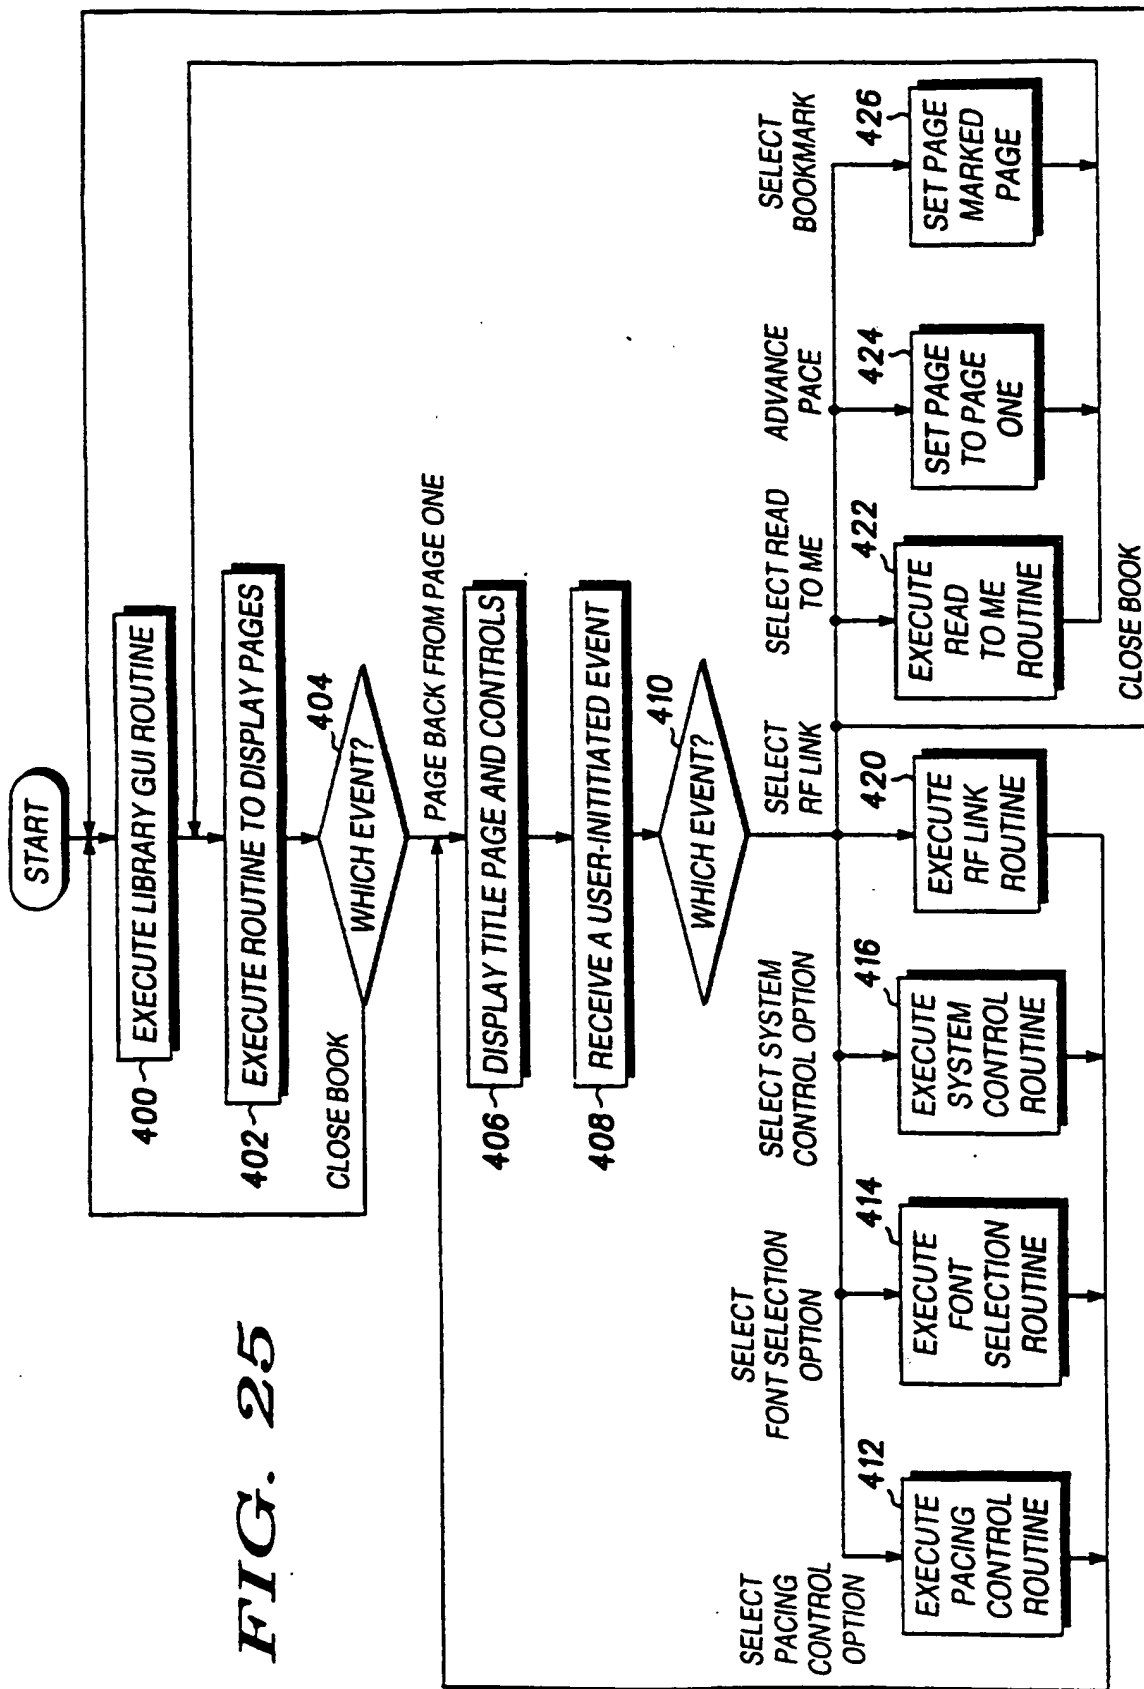 START
EXECUTE LIBRARY GUI ROUTINE
400
EXECUTE ROUTINE TO DISPLAY PAGES
402
WHICH EVENT?
404
CLOSE BOOK
PAGE BACK FROM PAGE ONE
DISPLAY TITLE PAGE AND CONTROLS
406
RECEIVE A USER-INITIATED EVENT
408
WHICH EVENT?
410
SELECT
PACING
CONTROL
OPTION
412
EXECUTE
PACING
CONTROL
ROUTINE
SELECT
FONT SELECTION
OPTION
414
EXECUTE
FONT
SELECTION
ROUTINE
SELECT SYSTEM
CONTROL OPTION
416
EXECUTE
SYSTEM
CONTROL
ROUTINE
SELECT
RF LINK
420
EXECUTE
RF LINK
ROUTINE
SELECT READ
TO ME
422
EXECUTE
READ
TO ME
ROUTINE
ADVANCE
PACE
424
SET PAGE
TO PAGE
ONE
SELECT
BOOKMARK
426
SET PAGE
MARKED
PAGE
CLOSE BOOK
FIG. 25